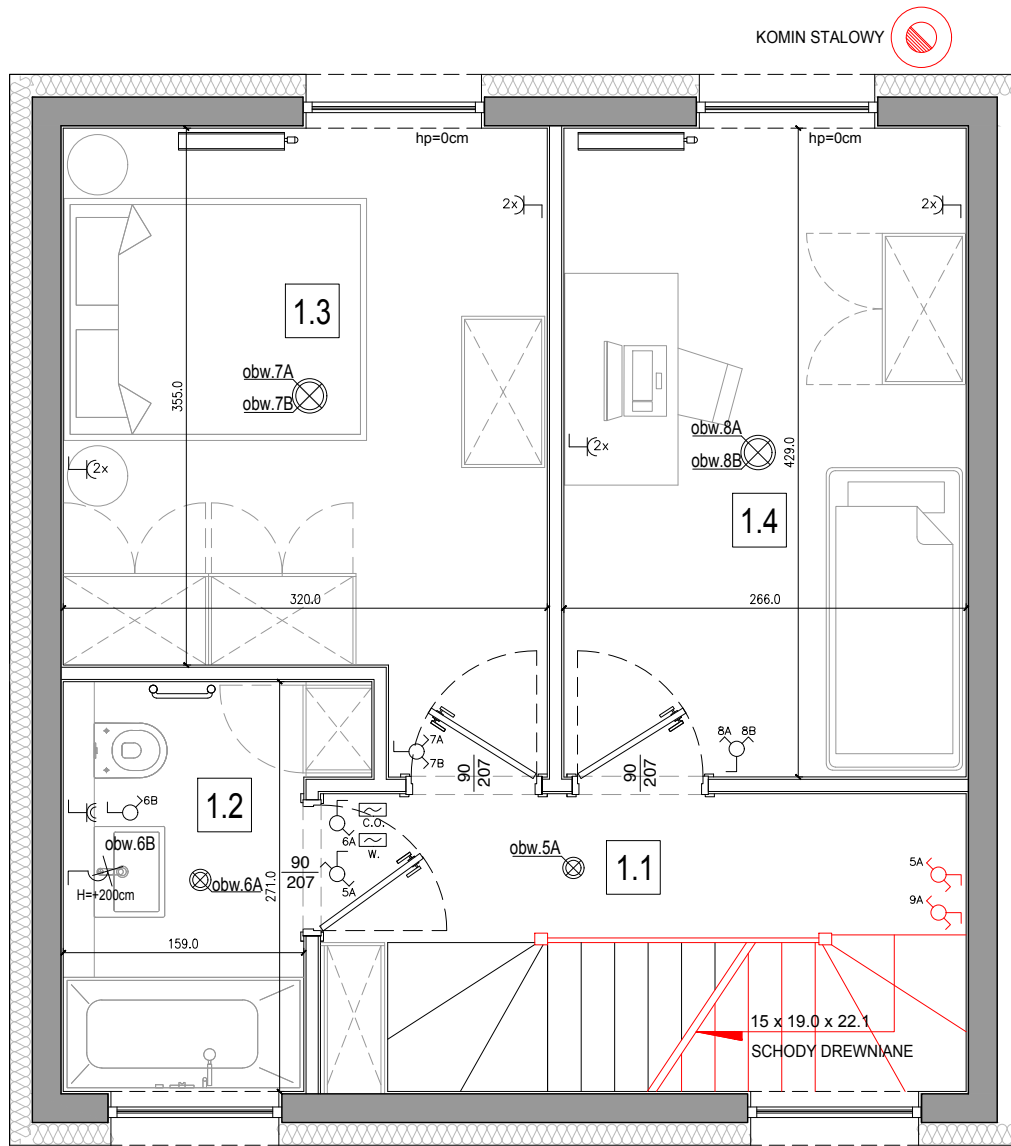 KOMIN STALOWY
hp=0cm
hp=0cm
2x
2x
1.3
obw.7A
obw.7B
355.0
2x
2x
obw.8A
obw.8B
429.0
1.4
320.0
266.0
7A
7B
90
207
90
207
8A 8B
1.2
6B
obw.6B
H=+200cm
obw.6A
271.0
159.0
90
207
C.O.
6A
W.
5A
obw.5A
1.1
5A
9A
15 x 19.0 x 22.1
SCHODY DREWNIANE